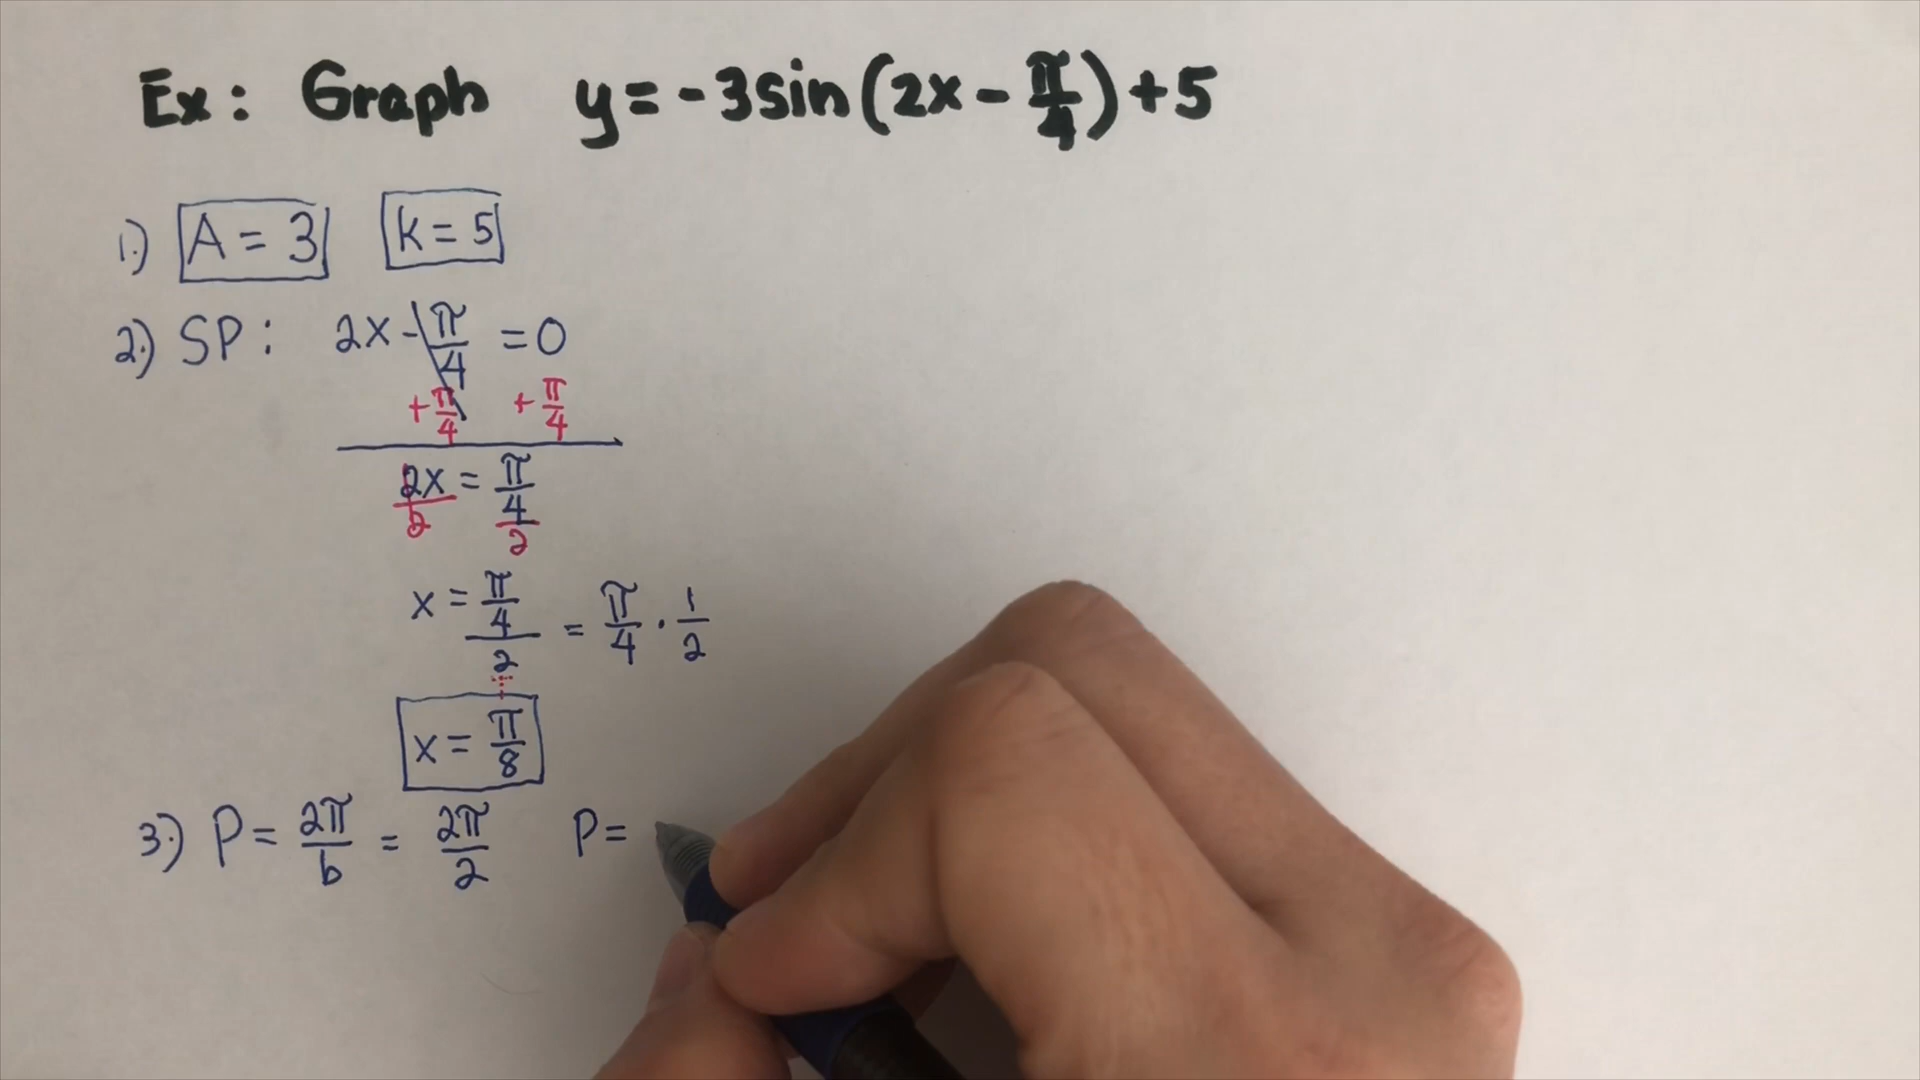 Ex: Graph y = -3sin(2x - π/4) + 5
1.) A = 3 k = 5
2.) SP: 2x - π/4 = 0
+π/4 +π/4
2x/2 = π/4/2
x = π/4/2 = π/4 · 1/2
x = π/8
3.) P = 2π/b = 2π/2 P =